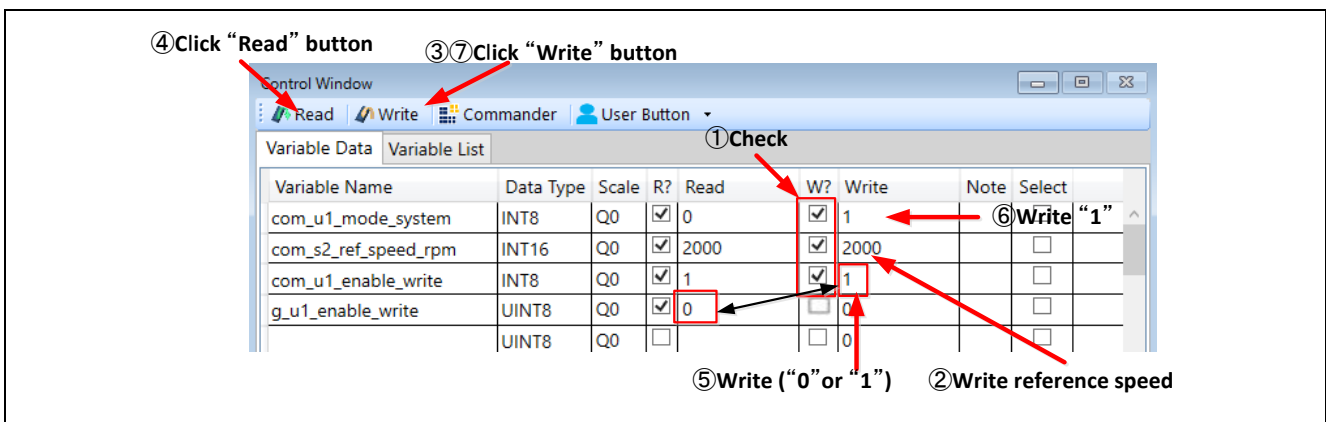 ④Click “Read” button
③⑦Click “Write” button
Control Window
Read Write Commander User Button
①Check
Variable Data Variable List
Variable Name Data Type Scale R? Read W? Write Note Select
com_u1_mode_system INT8 Q0 0 1 ⑥Write “1”
com_s2_ref_speed_rpm INT16 Q0 2000 2000
com_u1_enable_write INT8 Q0 1 1
g_u1_enable_write UINT8 Q0 0 0
UINT8 Q0 0
⑤Write (“0”or “1”) ②Write reference speed